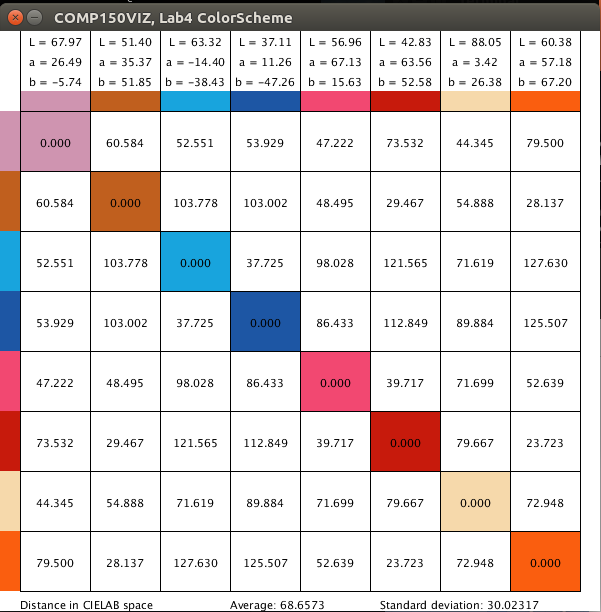 COMP150VIZ, Lab4 ColorScheme
L = 67.97 L = 51.40 L = 63.32 L = 37.11 L = 56.96 L = 42.83 L = 88.05 L = 60.38
a = 26.49 a = 35.37 a = −14.40 a = 11.26 a = 67.13 a = 63.56 a = 3.42 a = 57.18
b = −5.74 b = 51.85 b = −38.43 b = −47.26 b = 15.63 b = 52.58 b = 26.38 b = 67.20
0.000 60.584 52.551 53.929 47.222 73.532 44.345 79.500
60.584 0.000 103.778 103.002 48.495 29.467 54.888 28.137
52.551 103.778 0.000 37.725 98.028 121.565 71.619 127.630
53.929 103.002 37.725 0.000 86.433 112.849 89.884 125.507
47.222 48.495 98.028 86.433 0.000 39.717 71.699 52.639
73.532 29.467 121.565 112.849 39.717 0.000 79.667 23.723
44.345 54.888 71.619 89.884 71.699 79.667 0.000 72.948
79.500 28.137 127.630 125.507 52.639 23.723 72.948 0.000
Distance in CIELAB space Average: 68.6573 Standard deviation: 30.02317